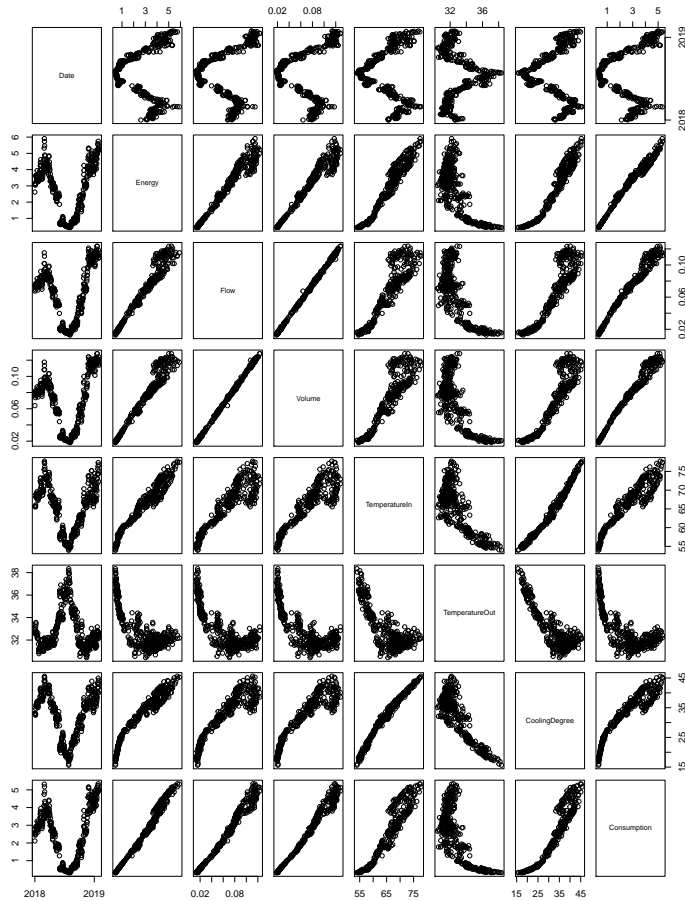 1 3 5
0.02 0.08
32 36
1 3 5
Date
2018 2019
1 2 3 4 5 6
Energy
Flow
0.02 0.06 0.10
0.02 0.06 0.10
Volume
TemperatureIn
55 60 65 70 75
32 34 36 38
TemperatureOut
CoolingDegree
15 25 35 45
1 2 3 4 5
Consumption
2018 2019
0.02 0.08
55 65 75
15 25 35 45